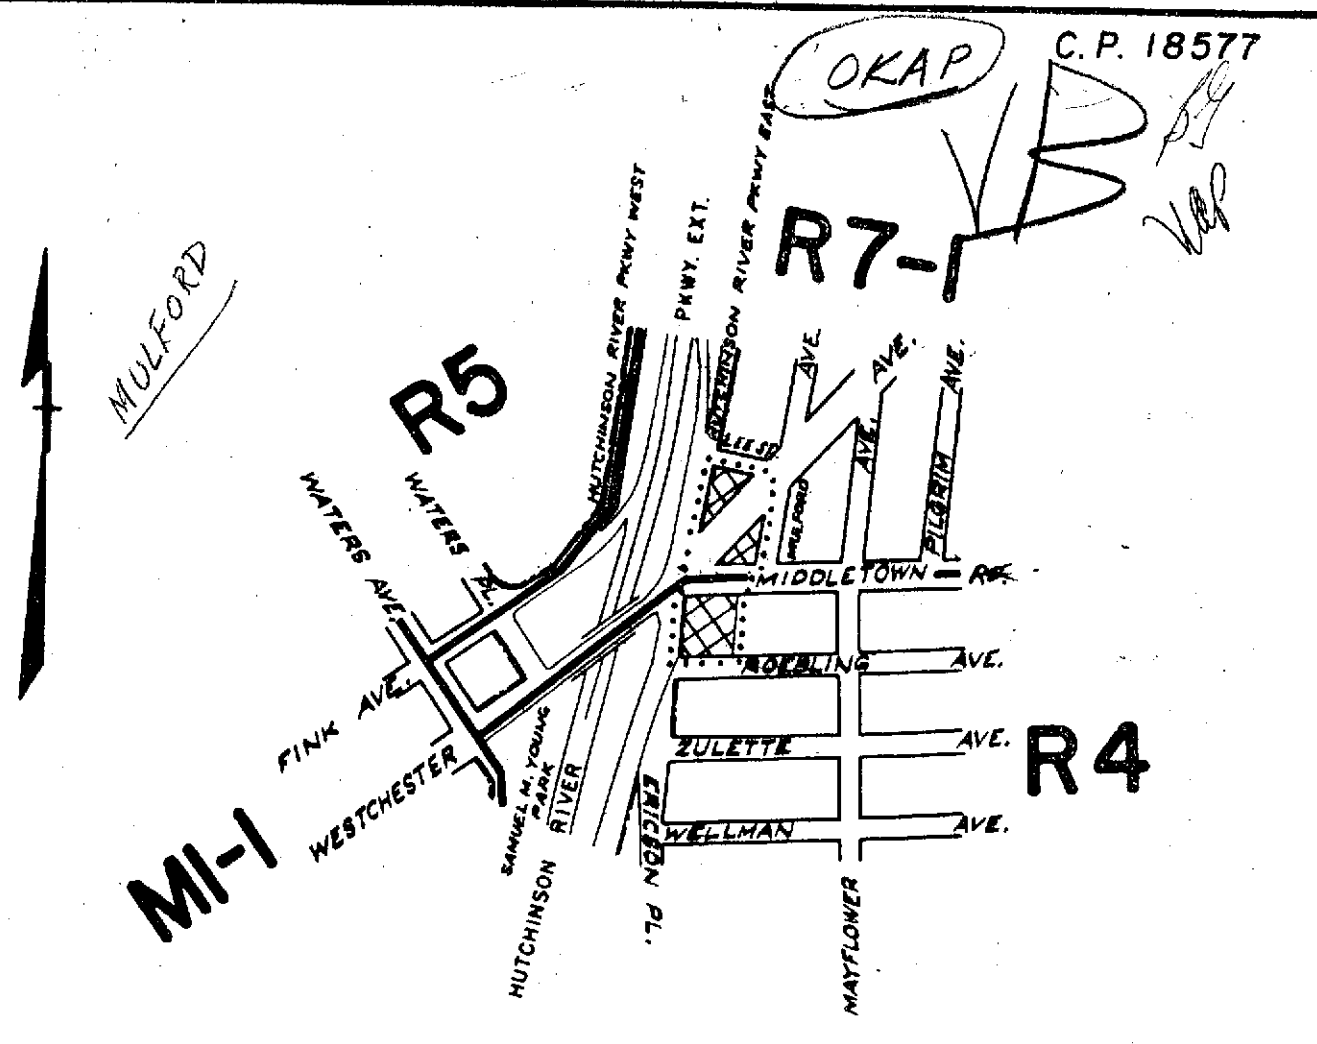 C.P. 18577
OKAP
MULFORD
R7-1
R5
HUTCHINSON RIVER PKWY WEST
PKWY. EXT.
HUTCHINSON RIVER PKWY EAST
AVE.
AVE.
AVE.
AVE.
LEE ST.
MULFORD
PILGRIM
WATERS AVE.
WATERS PL.
MIDDLETOWN RD.
ROEBLING AVE.
FINK AVE.
WESTCHESTER
ZULETTE AVE.
R4
SAMUEL M. YOUNG
PARK
HUTCHINSON RIVER
ERICSON PL.
WELLMAN AVE.
M1-1
MAYFLOWER